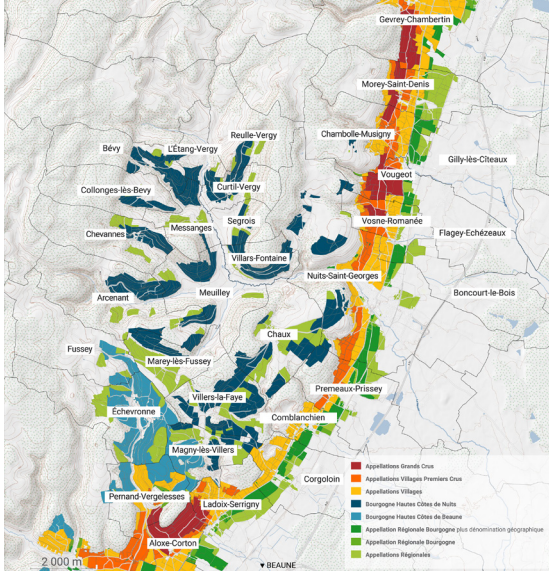 Gevrey-Chambertin
Morey-Saint-Denis
Reulle-Vergy
Chambolle-Musigny
Bévy
L'Étang-Vergy
Gilly-lès-Cîteaux
Vougeot
Collonges-lès-Bevy
Curtil-Vergy
Segrois
Vosne-Romanée
Messanges
Chevannes
Flagey-Echézeaux
Villars-Fontaine
Nuits-Saint-Georges
Meuilley
Boncourt-le-Bois
Arcenant
Chaux
Fussey
Marey-lès-Fussey
Premeaux-Prissey
Villers-la-Faye
Échevronne
Comblanchien
Magny-lès-Villers
Appellations Grands Crus
Appellations Villages Premiers Crus
Corgoloin
Appellations Villages
Pernand-Vergelesses
Bourgogne Hautes Côtes de Nuits
Ladoix-Serrigny
Bourgogne Hautes Côtes de Beaune
Appellation Régionale Bourgogne plus dénomination géographique
Aloxe-Corton
Appellation Régionale Bourgogne
Appellations Régionales
2 000 m
▼ BEAUNE